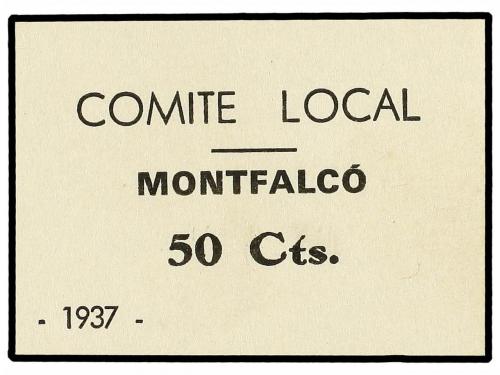 COMITE LOCAL
MONTFALCÓ
50 Cts.
- 1937 -